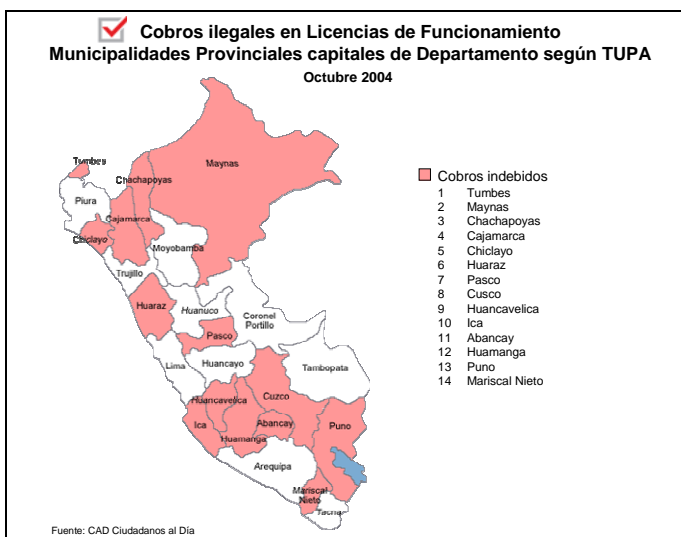 Cobros ilegales en Licencias de Funcionamiento
Municipalidades Provinciales capitales de Departamento según TUPA
Octubre 2004
Tumbes
Maynas
Chachapoyas
Piura
Cajamarca
Chiclayo
Moyobamba
Trujillo
Huaraz
Huanuco
Coronel
Portillo
Pasco
Lima
Huancayo
Tambopata
Cuzco
Huancavelica
Ica
Abancay
Puno
Huamanga
Arequipa
Mariscal
Nieto
Tacna
Cobros indebidos
1 Tumbes
2 Maynas
3 Chachapoyas
4 Cajamarca
5 Chiclayo
6 Huaraz
7 Pasco
8 Cusco
9 Huancavelica
10 Ica
11 Abancay
12 Huamanga
13 Puno
14 Mariscal Nieto
Fuente: CAD Ciudadanos al Día